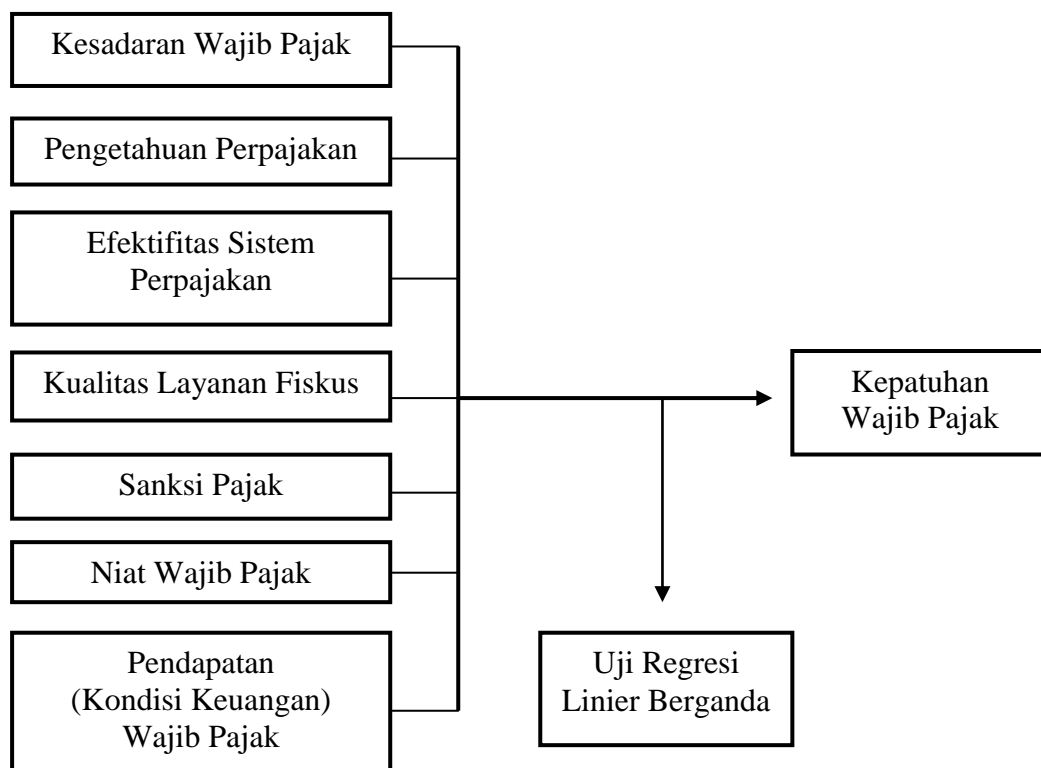 Kesadaran Wajib Pajak
Pengetahuan Perpajakan
Efektifitas Sistem
Perpajakan
Kualitas Layanan Fiskus
Sanksi Pajak
Niat Wajib Pajak
Pendapatan
(Kondisi Keuangan)
Wajib Pajak
Kepatuhan
Wajib Pajak
Uji Regresi
Linier Berganda